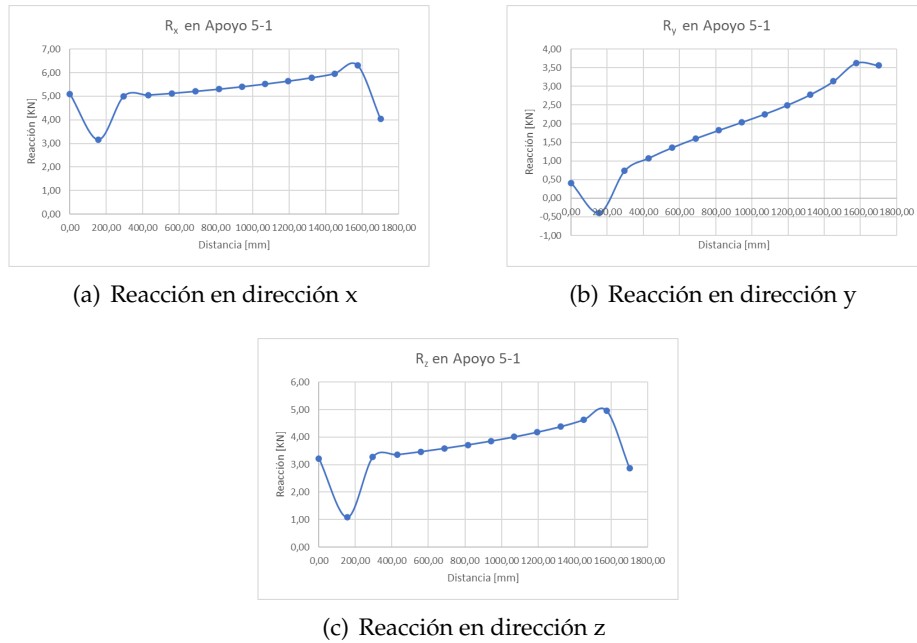 R_x en Apoyo 5-1
Reacción [KN]
7,00
6,00
5,00
4,00
3,00
2,00
1,00
0,00
0,00 200,00 400,00 600,00 800,00 1000,00 1200,00 1400,00 1600,00 1800,00
Distancia [mm]
(a) Reacción en dirección x
R_y en Apoyo 5-1
Reacción [KN]
4,00
3,50
3,00
2,50
2,00
1,50
1,00
0,50
0,00
-0,50
-1,00
0,00 200,00 400,00 600,00 800,00 1000,00 1200,00 1400,00 1600,00 1800,00
Distancia [mm]
(b) Reacción en dirección y
R_z en Apoyo 5-1
Reacción [KN]
6,00
5,00
4,00
3,00
2,00
1,00
0,00
0,00 200,00 400,00 600,00 800,00 1000,00 1200,00 1400,00 1600,00 1800,00
Distancia [mm]
(c) Reacción en dirección z